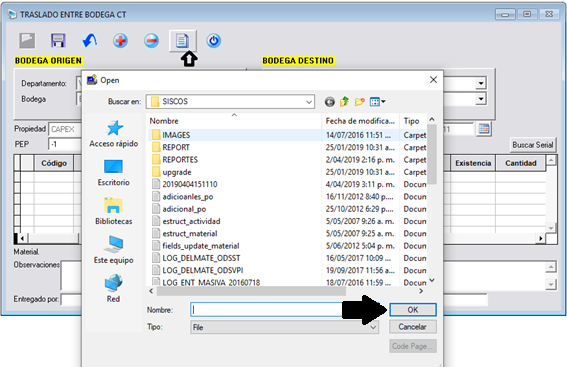 TRASLADO ENTRE BODEGA CT
BODEGA ORIGEN
BODEGA DESTINO
Departamento:
Bodega
Propiedad CAPEX
11
PEP -1
Buscar Serial
Código
Existencia
Cantidad
Material
Observaciones
Entregado por:
Open
Buscar en: SISCOS
Acceso rápido
Escritorio
Bibliotecas
Este equipo
Red
Nombre Fecha de modifica... Tipo
IMAGES 14/07/2016 11:51 ... Carpet
REPORT 25/01/2019 10:31 a... Carpet
REPORTES 2/04/2019 2:16 p. m. Carpet
upgrade 25/01/2019 10:31 a... Carpet
20190404151110 4/04/2019 3:11 p. m. Docum
adicioanles_po 16/11/2012 8:40 p.... Docum
adicional_po 25/10/2012 6:29 p.... Docum
estruct_actividad 5/05/2007 9:26 a. m. Docum
estruct_material 5/05/2007 9:25 a. m. Docum
fields_update_material 5/06/2012 5:04 p. m. Docum
LOG_DELMATE_ODSST 16/05/2017 10:09 ... Docum
LOG_DELMATE_ODSVPI 19/09/2017 11:56 a... Docum
LOG_ENT_MASIVA_20160718 18/07/2016 11:59 ... Docum
Nombre:
OK
Tipo: File
Cancelar
Code Page...